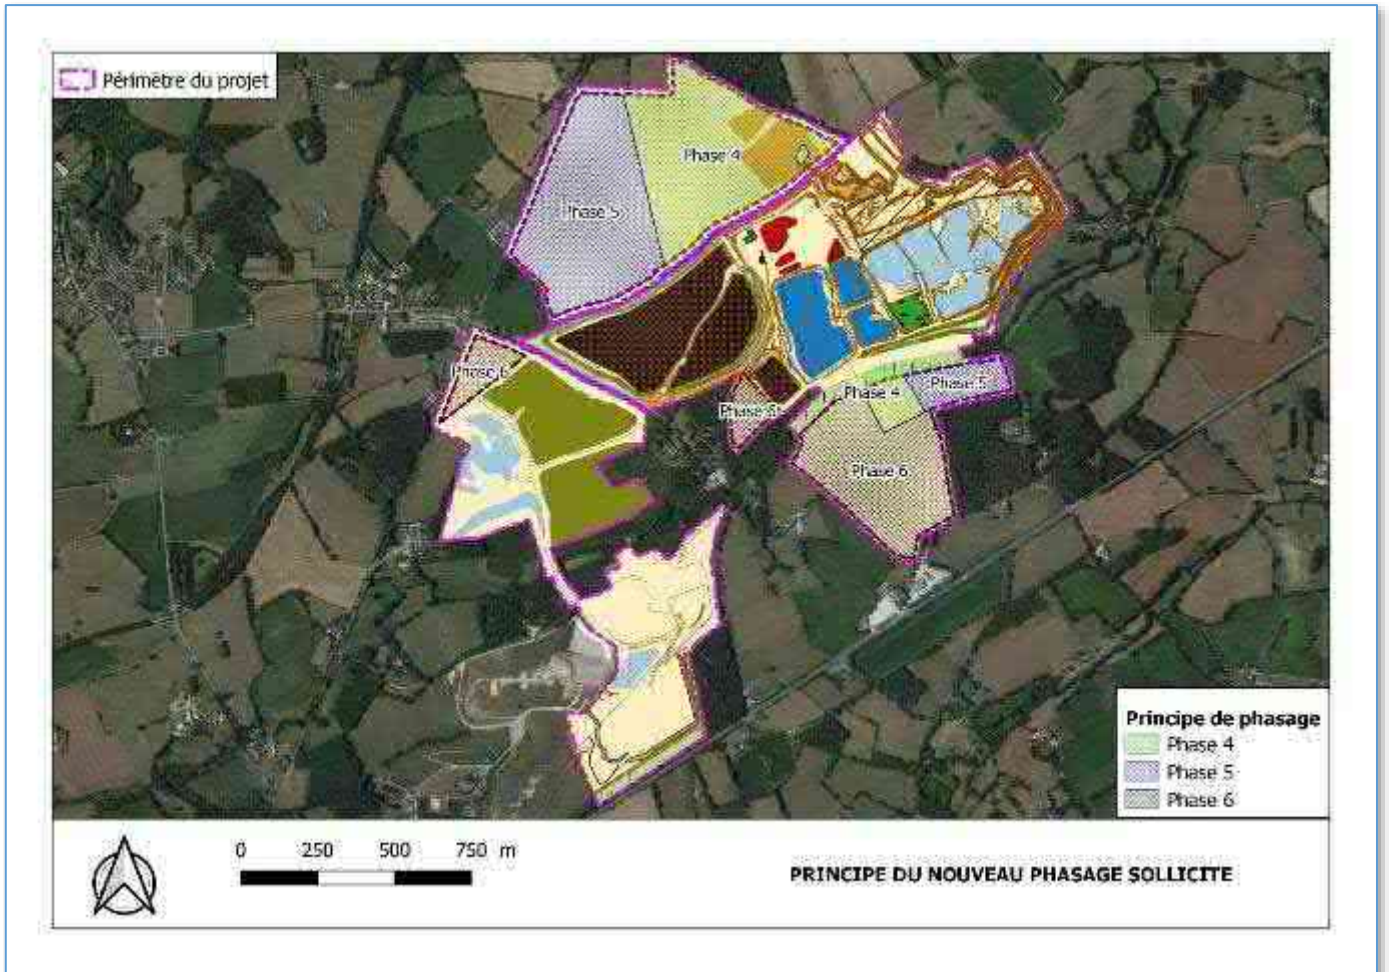 Périmètre du projet
Phase 4
Phase 5
Phase 6
Phase 5
Phase 4
Phase 6
Phase 6
Principe de phasage
Phase 4
Phase 5
Phase 6
0 250 500 750 m
PRINCIPE DU NOUVEAU PHASAGE SOLLICITE